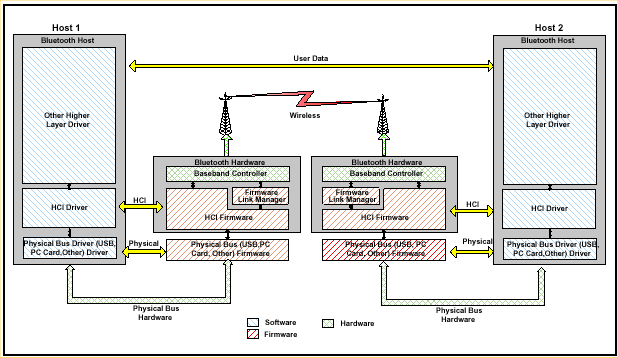 Host 1
Host 2
Bluetooth Host
Bluetooth Host
User Data
Other Higher
Layer Driver
Other Higher
Layer Driver
Wireless
Bluetooth Hardware
Bluetooth Hardware
Baseband Controller
Baseband Controller
Firmware
Link Manager
Firmware
Link Manager
HCI Driver
HCI
HCI Firmware
HCI Firmware
HCI
HCI Driver
Physical Bus Driver (USB,
PC Card,Other) Driver
Physical
Physical Bus (USB,PC
Card, Other) Firmware
Physical Bus (USB, PC
Card, Other) Firmware
Physical
Physical Bus Driver (USB,
PC Card,Other) Driver
Physical Bus
Hardware
Physical Bus
Hardware
Software
Hardware
Firmware